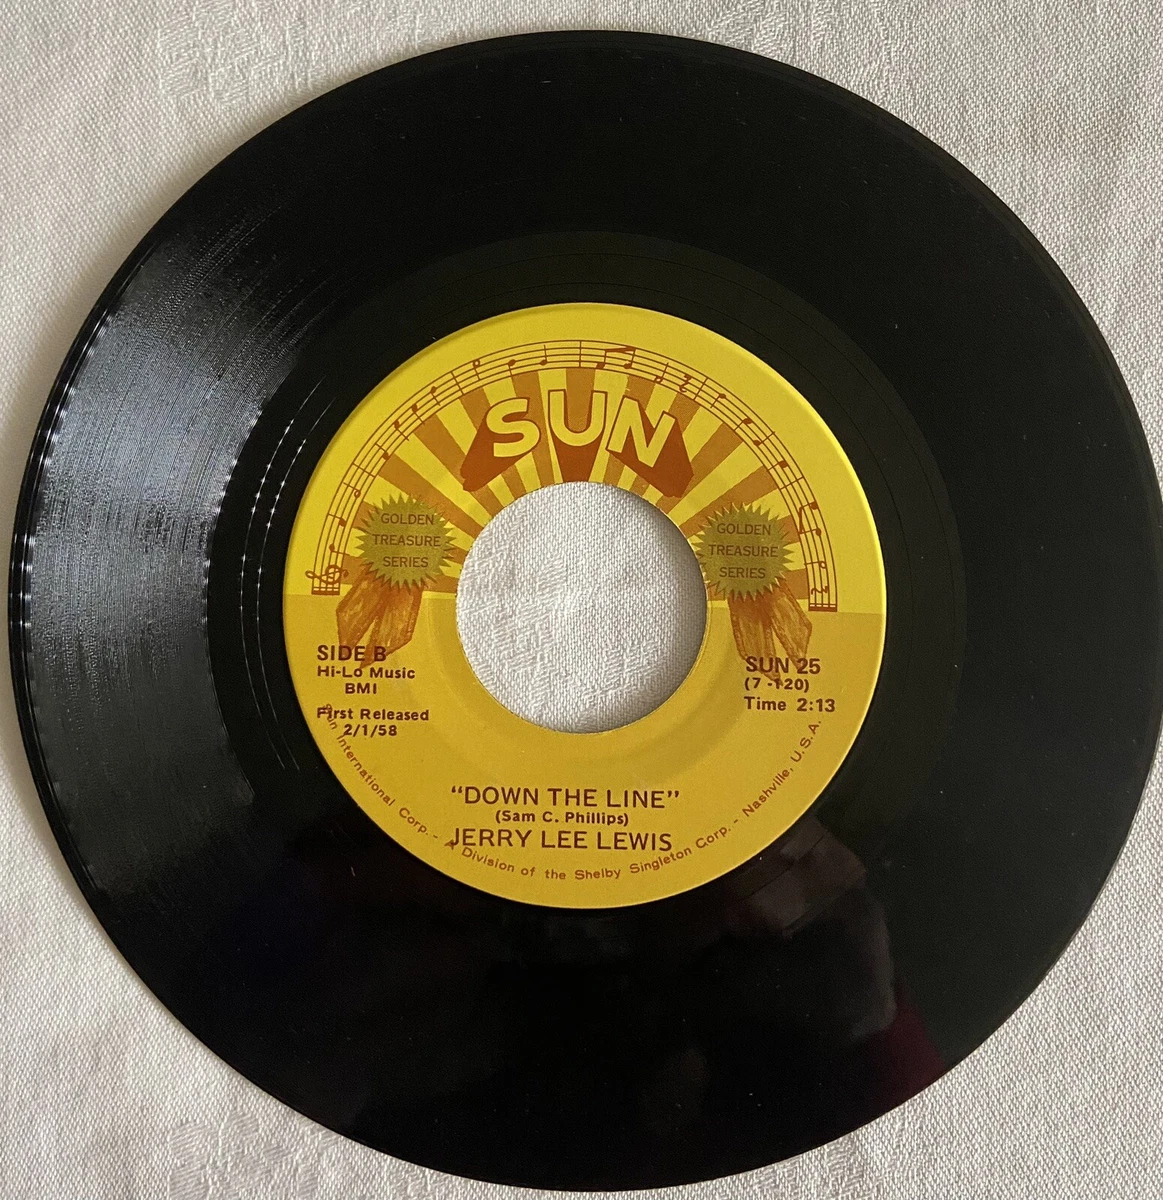 SUN
GOLDEN
TREASURE
SERIES
GOLDEN
TREASURE
SERIES
SIDE B
Hi-Lo Music
BMI
First Released
2/1/58
SUN 25
(7-120)
Time 2:13
"DOWN THE LINE"
(Sam C. Phillips)
JERRY LEE LEWIS
Sun International Corp. - A Division of the Shelby Singleton Corp. - Nashville, U.S.A.